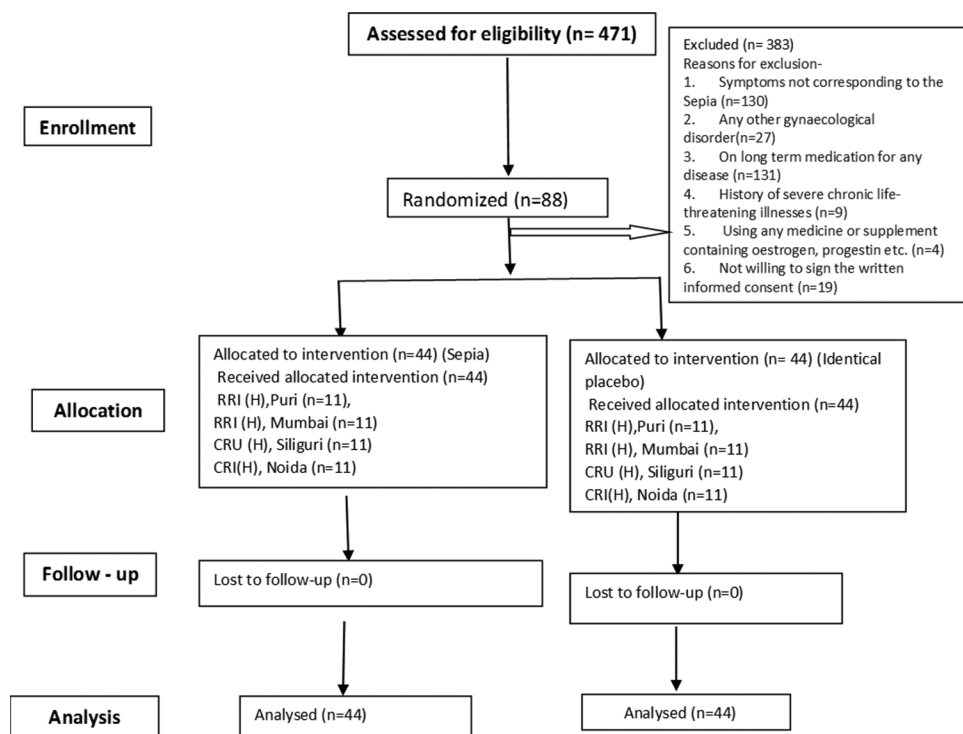 Assessed for eligibility (n= 471)
Excluded (n= 383)
Reasons for exclusion-
1. Symptoms not corresponding to the
Sepia (n=130)
2. Any other gynaecological
disorder(n=27)
3. On long term medication for any
disease (n=131)
4. History of severe chronic life-
threatening illnesses (n=9)
5. Using any medicine or supplement
containing oestrogen, progestin etc. (n=4)
6. Not willing to sign the written
informed consent (n=19)
Enrollment
Randomized (n=88)
Allocation
Allocated to intervention (n=44) (Sepia)
Received allocated intervention (n=44)
RRI (H),Puri (n=11),
RRI (H), Mumbai (n=11)
CRU (H), Siliguri (n=11)
CRI(H), Noida (n=11)
Allocated to intervention (n= 44) (Identical
placebo)
Received allocated intervention (n=44)
RRI (H),Puri (n=11),
RRI (H), Mumbai (n=11)
CRU (H), Siliguri (n=11)
CRI(H), Noida (n=11)
Follow - up
Lost to follow-up (n=0)
Lost to follow-up (n=0)
Analysis
Analysed (n=44)
Analysed (n=44)